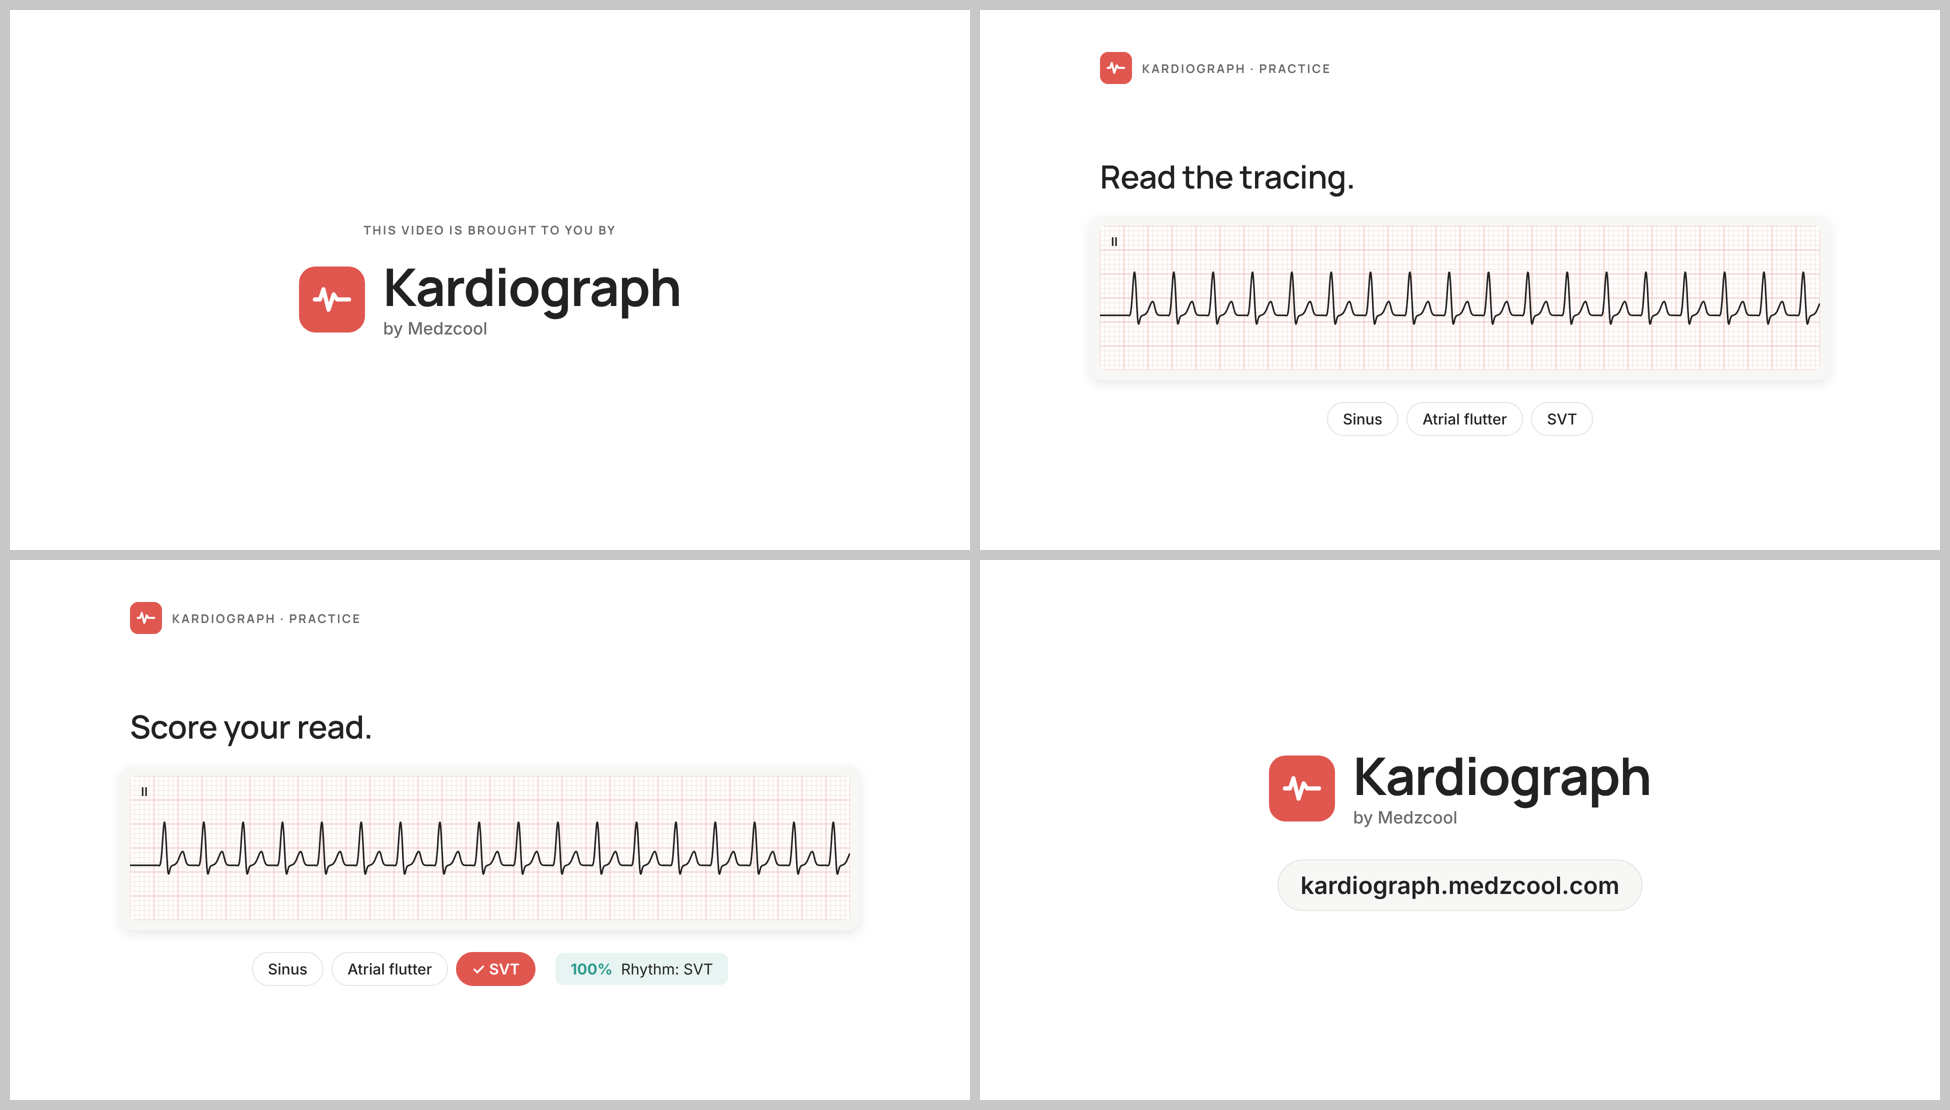 THIS VIDEO IS BROUGHT TO YOU BY
Kardiograph
by Medzcool
KARDIOGRAPH · PRACTICE
Read the tracing.
II
Sinus
Atrial flutter
SVT
KARDIOGRAPH · PRACTICE
Score your read.
II
Sinus
Atrial flutter
✓ SVT
100% Rhythm: SVT
Kardiograph
by Medzcool
kardiograph.medzcool.com